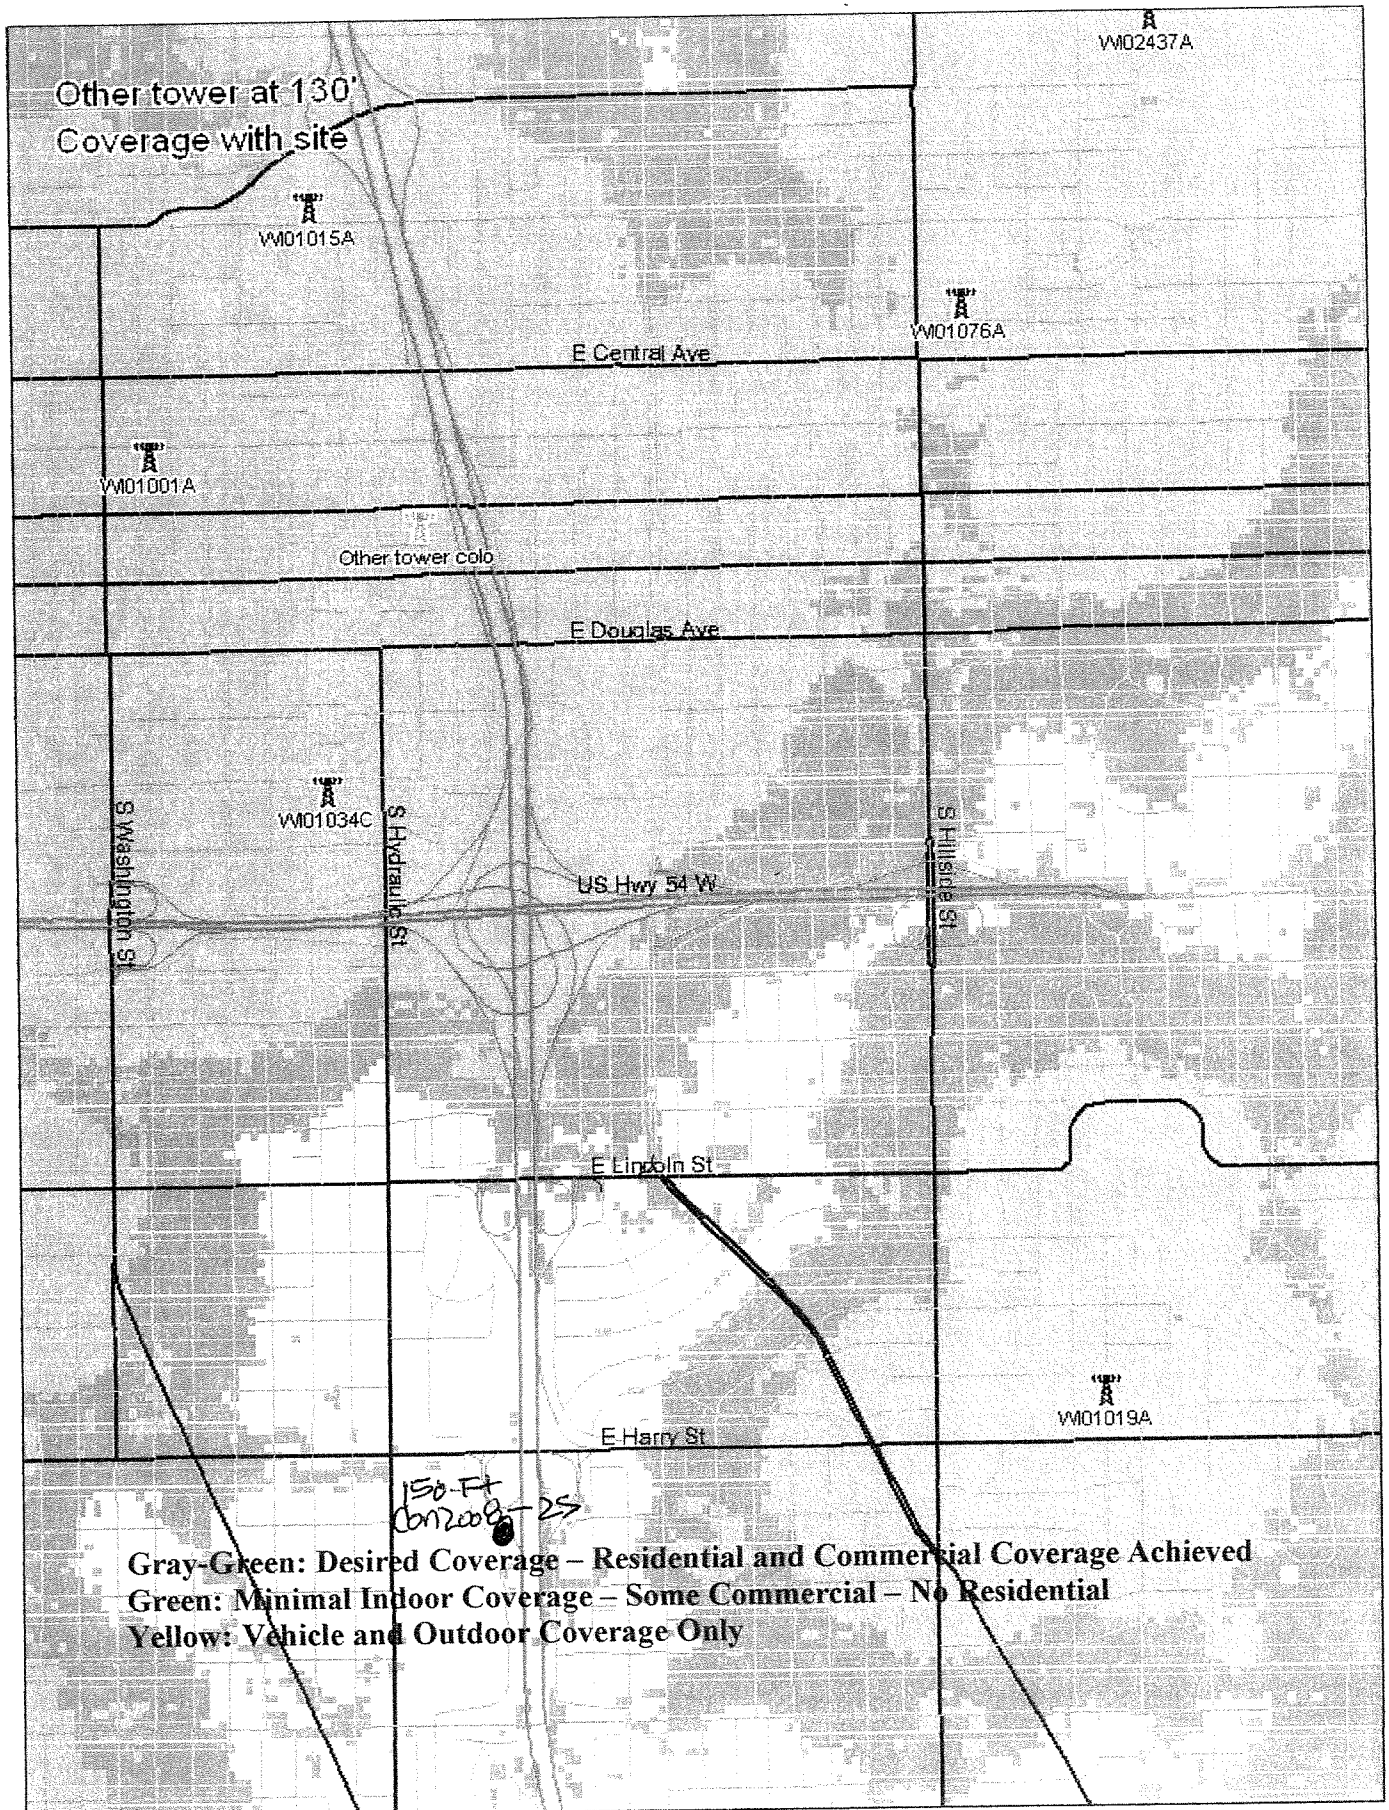 WI02437A
Other tower at 130'
Coverage with site
WI01015A
WI01076A
E Central Ave
WI01001A
Other tower colo
E Douglas Ave
WI01034C
S Washington St
S Hydraulic St
S Hillside St
US Hwy 54 W
E Lincoln St
WI01019A
E Harry St
150-Ft
Con2008-25
Gray-Green: Desired Coverage – Residential and Commercial Coverage Achieved
Green: Minimal Indoor Coverage – Some Commercial – No Residential
Yellow: Vehicle and Outdoor Coverage Only